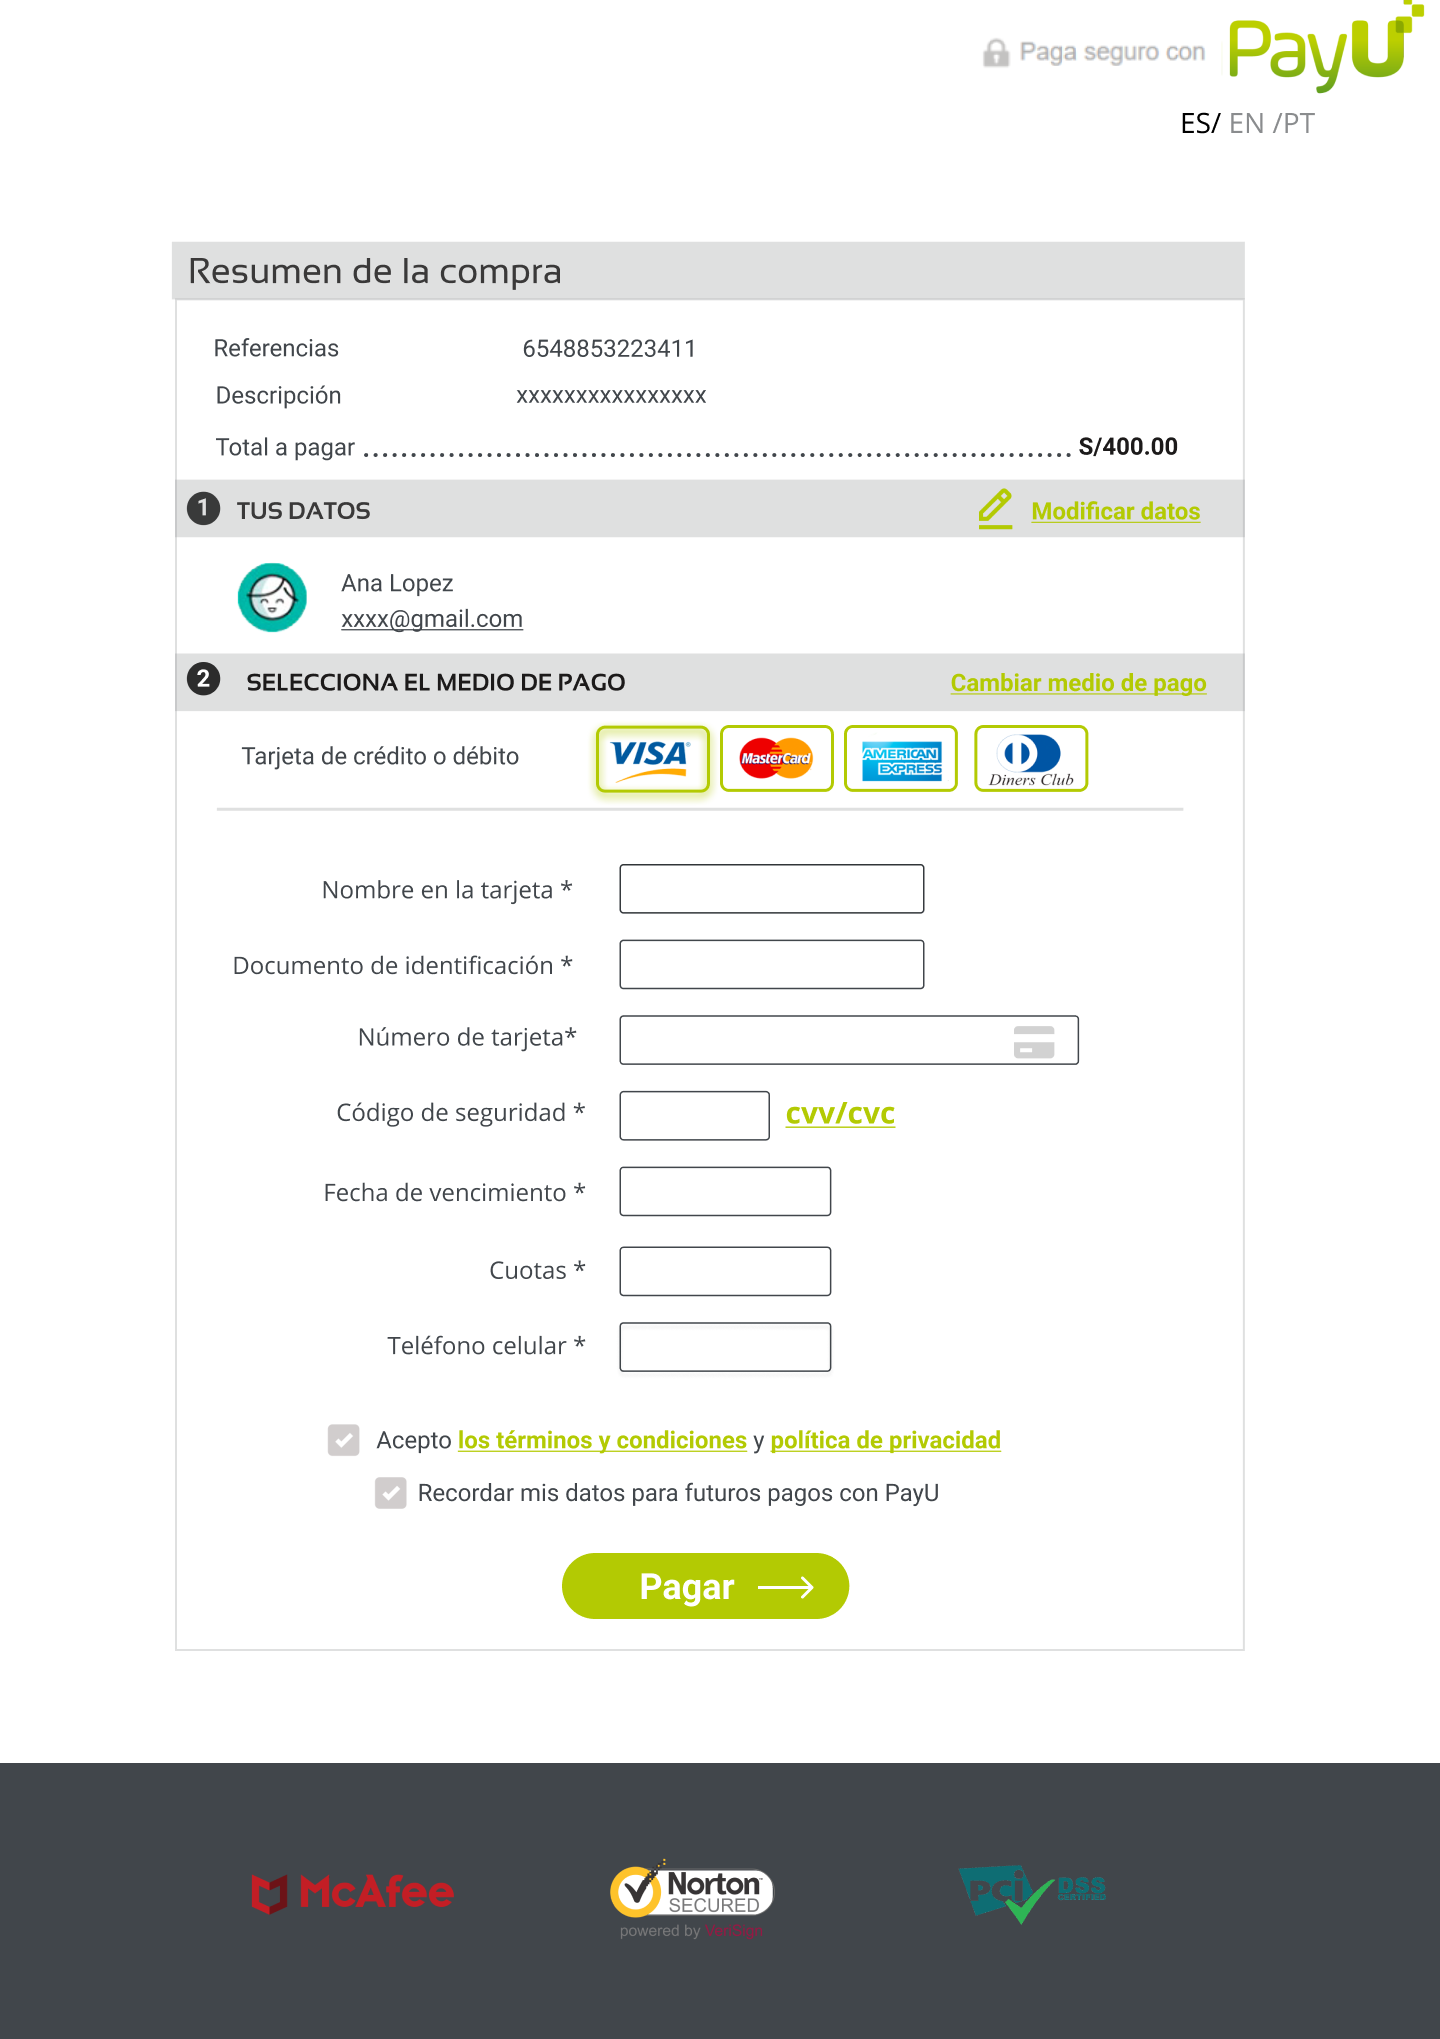 Paga seguro con PayU
ES/ EN /PT
Resumen de la compra
Referencias 6548853223411
Descripción xxxxxxxxxxxxxxxx
Total a pagar ........................................................................... S/400.00
1 TUS DATOS Modificar datos
Ana Lopez
xxxx@gmail.com
2 SELECCIONA EL MEDIO DE PAGO Cambiar medio de pago
Tarjeta de crédito o débito VISA MasterCard AMERICAN EXPRESS Diners Club
Nombre en la tarjeta *
Documento de identificación *
Número de tarjeta*
Código de seguridad * cvv/cvc
Fecha de vencimiento *
Cuotas *
Teléfono celular *
Acepto los términos y condiciones y política de privacidad
Recordar mis datos para futuros pagos con PayU
Pagar
McAfee
Norton
SECURED
powered by VeriSign
PCi DSS
CERTIFIED